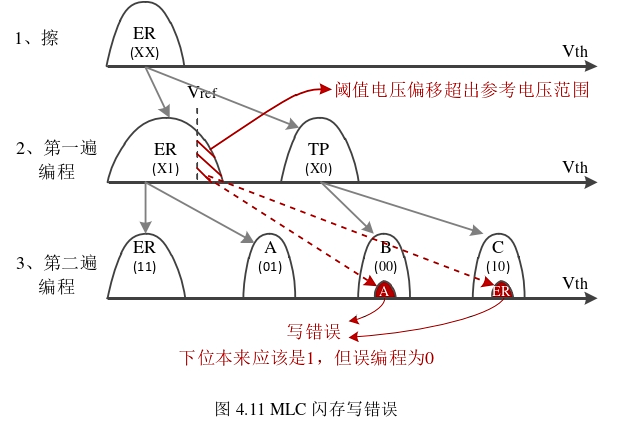 1、擦
ER
(XX)
Vth
Vref
阈值电压偏移超出参考电压范围
2、第一遍
编程
ER
(X1)
TP
(X0)
Vth
3、第二遍
编程
ER
(11)
A
(01)
B
(00)
C
(10)
A
ER
Vth
写错误
下位本来应该是1，但误编程为0
图 4.11 MLC 闪存写错误